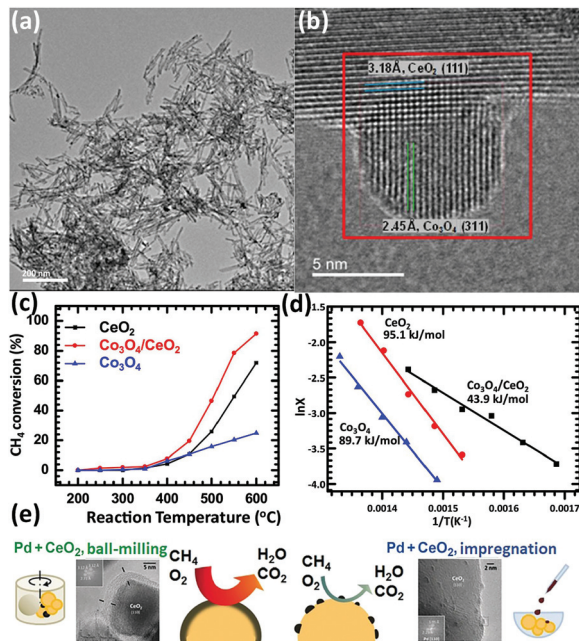 (a)
200 nm
(b)
3.18Å, CeO₂ (111)
2.45Å, Co₃O₄ (311)
5 nm
(c)
CH₄ conversion (%)
100
80
60
40
20
0
CeO₂
Co₃O₄/CeO₂
Co₃O₄
200 300 400 500 600
Reaction Temperature (°C)
(d)
lnX
-1.5
-2.0
-2.5
-3.0
-3.5
-4.0
CeO₂
95.1 kJ/mol
Co₃O₄/CeO₂
43.9 kJ/mol
Co₃O₄
89.7 kJ/mol
0.0014 0.0015 0.0016 0.0017
1/T(K⁻¹)
(e)
Pd + CeO₂, ball-milling
5 nm
CeO₂
CH₄
O₂
H₂O
CO₂
CH₄
O₂
H₂O
CO₂
Pd + CeO₂, impregnation
2 nm
CeO₂